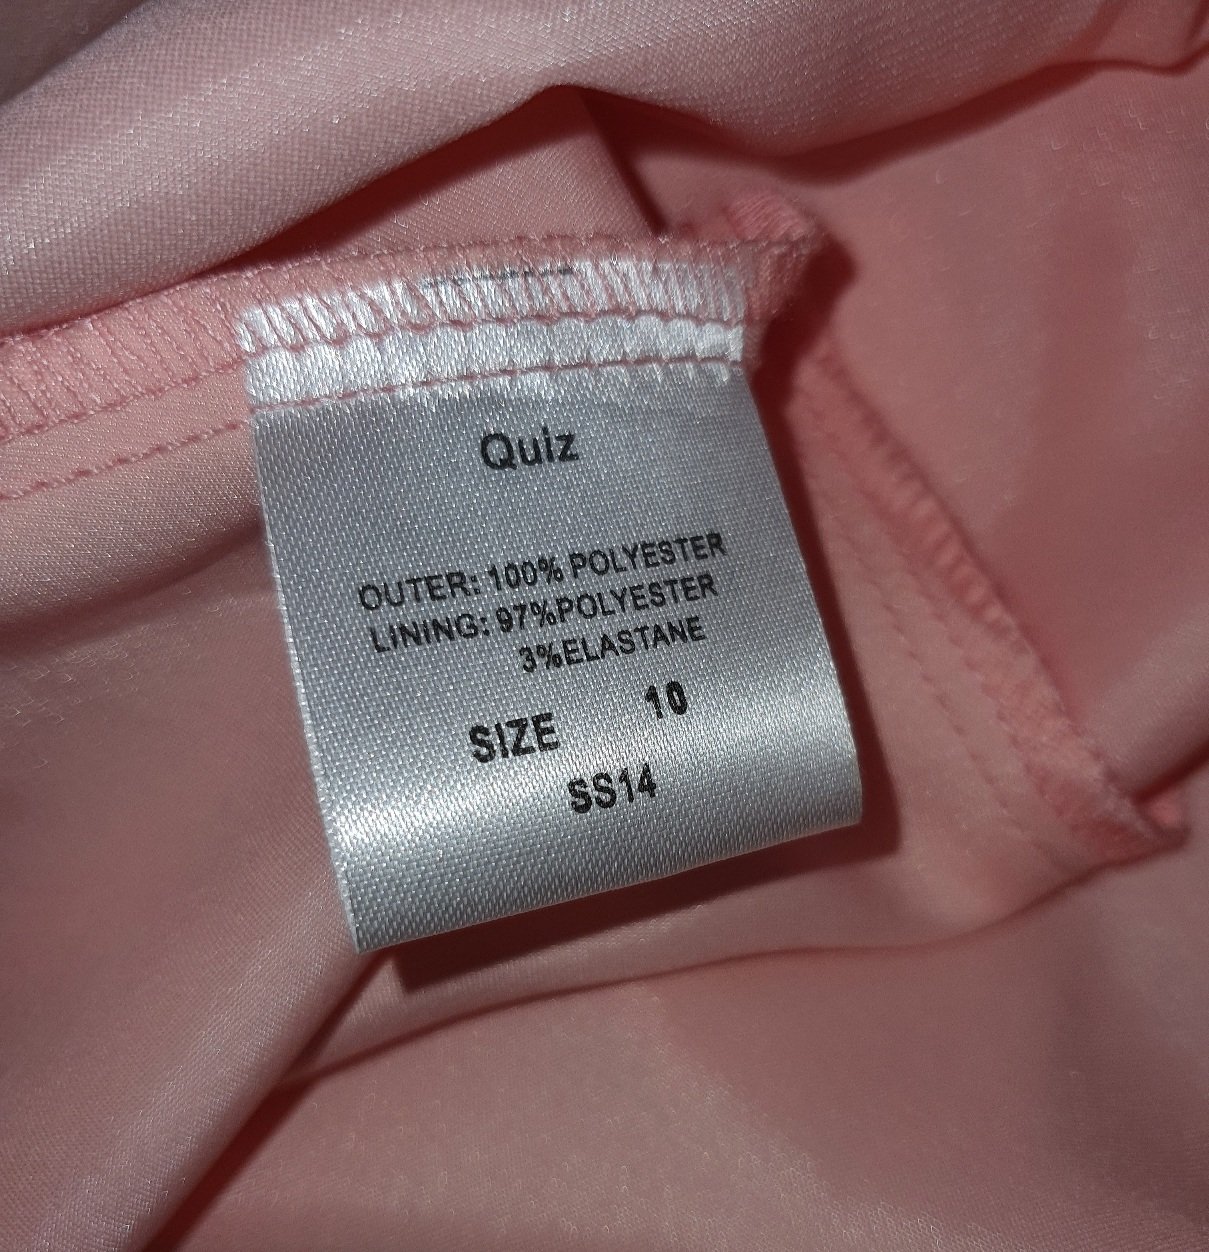 Quiz
OUTER: 100% POLYESTER
LINING: 97%POLYESTER
3%ELASTANE
SIZE 10
SS14